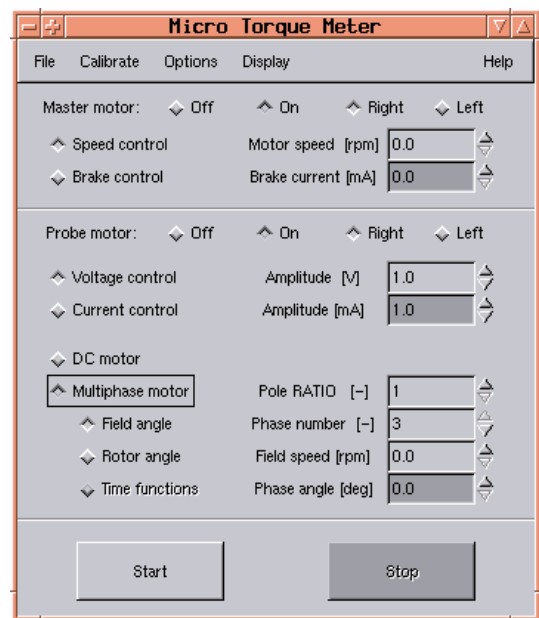 Micro Torque Meter
File Calibrate Options Display Help
Master motor: Off On Right Left
Speed control Motor speed [rpm] 0.0
Brake control Brake current [mA] 0.0
Probe motor: Off On Right Left
Voltage control Amplitude [V] 1.0
Current control Amplitude [mA] 1.0
DC motor
Multiphase motor Pole RATIO [-] 1
Field angle Phase number [-] 3
Rotor angle Field speed [rpm] 0.0
Time functions Phase angle [deg] 0.0
Start Stop